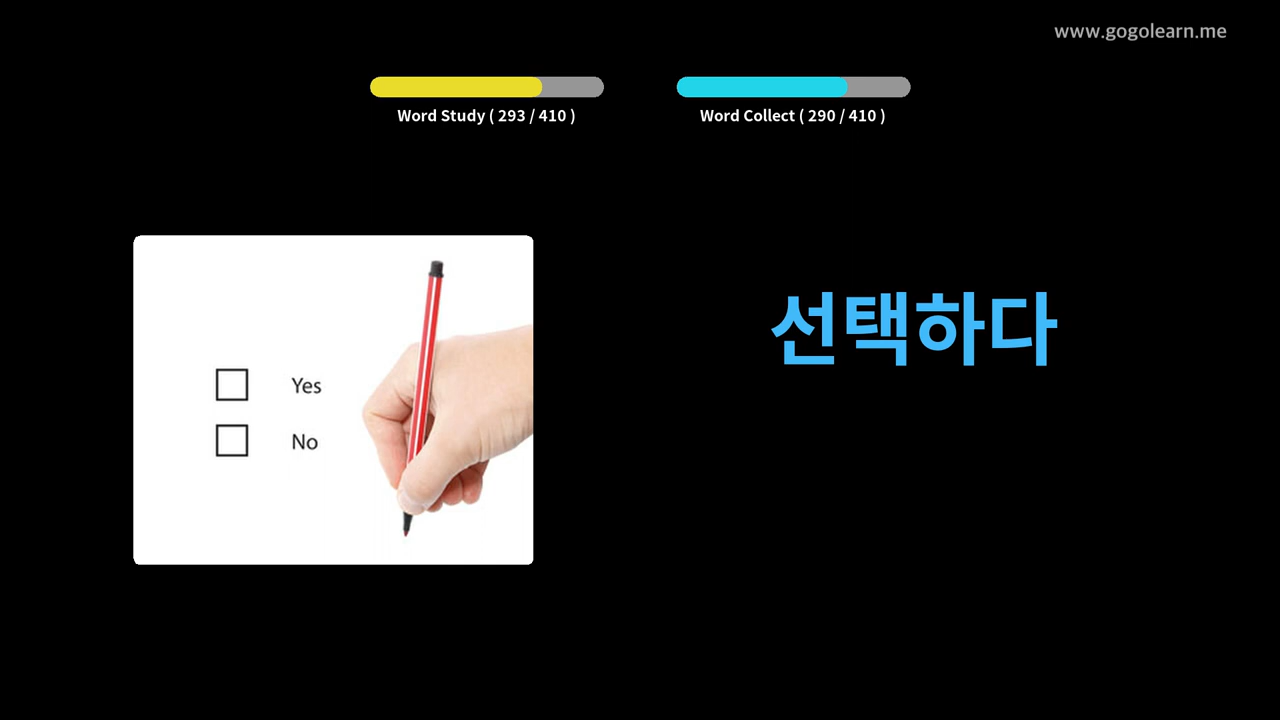 www.gogolearn.me
Word Study ( 293 / 410 )
Word Collect ( 290 / 410 )
선택하다
Yes
No